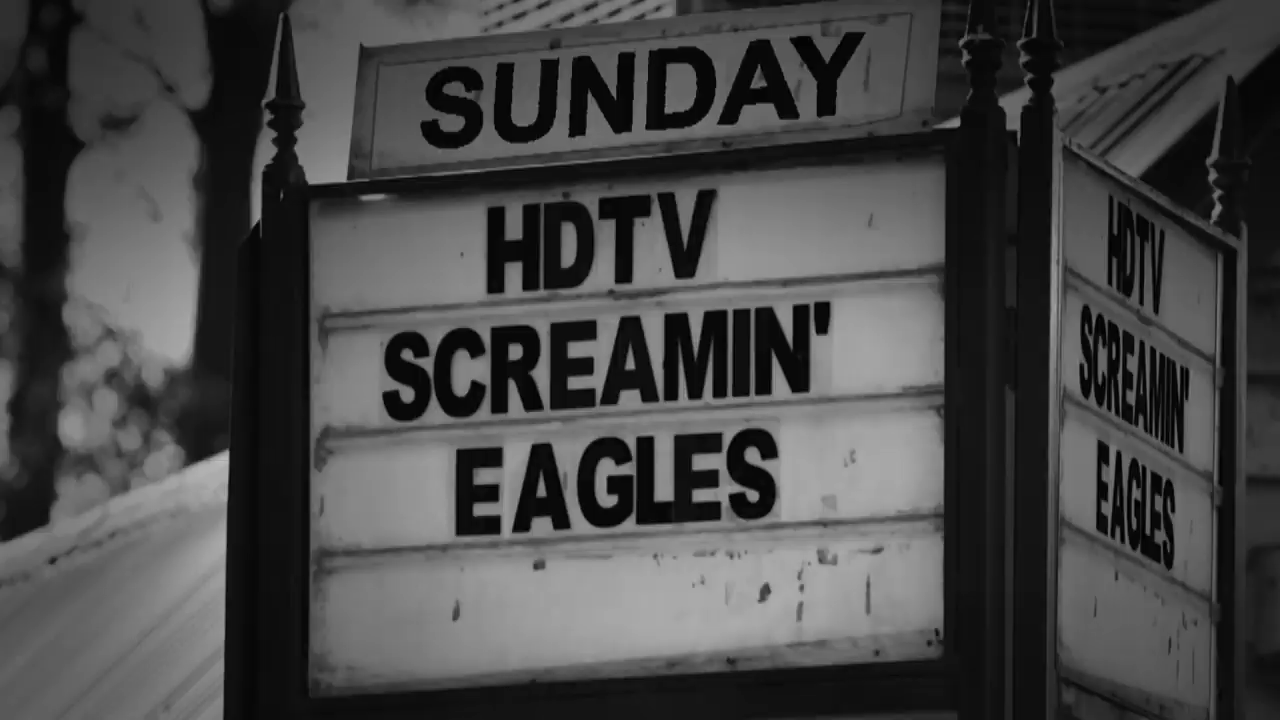 SUNDAY
HDTV
SCREAMIN'
EAGLES
HDTV
SCREAMIN'
EAGLES